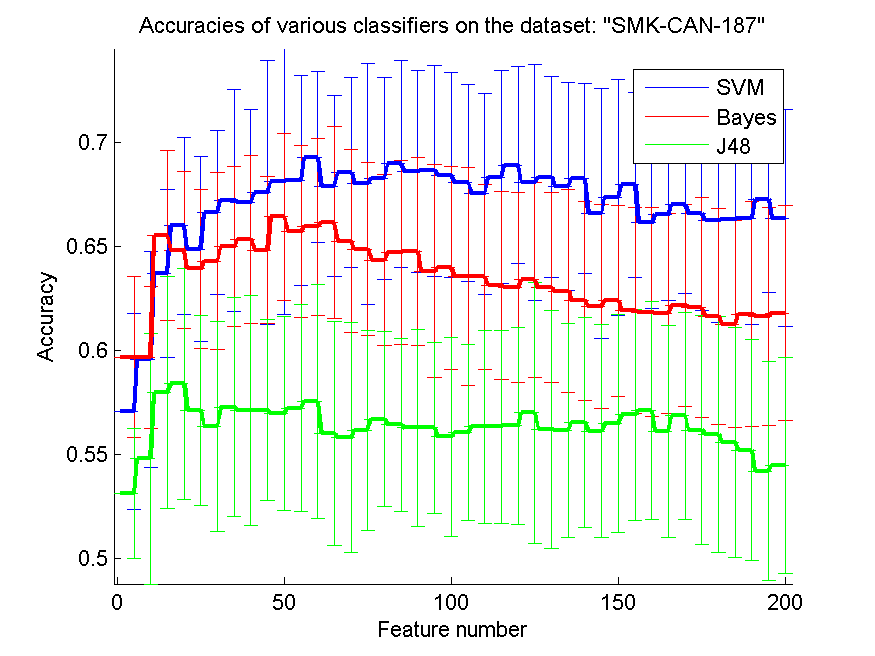 Accuracies of various classifiers on the dataset: "SMK-CAN-187"
SVM
Bayes
J48
0.7
0.65
0.6
0.55
0.5
Accuracy
0 50 100 150 200
Feature number